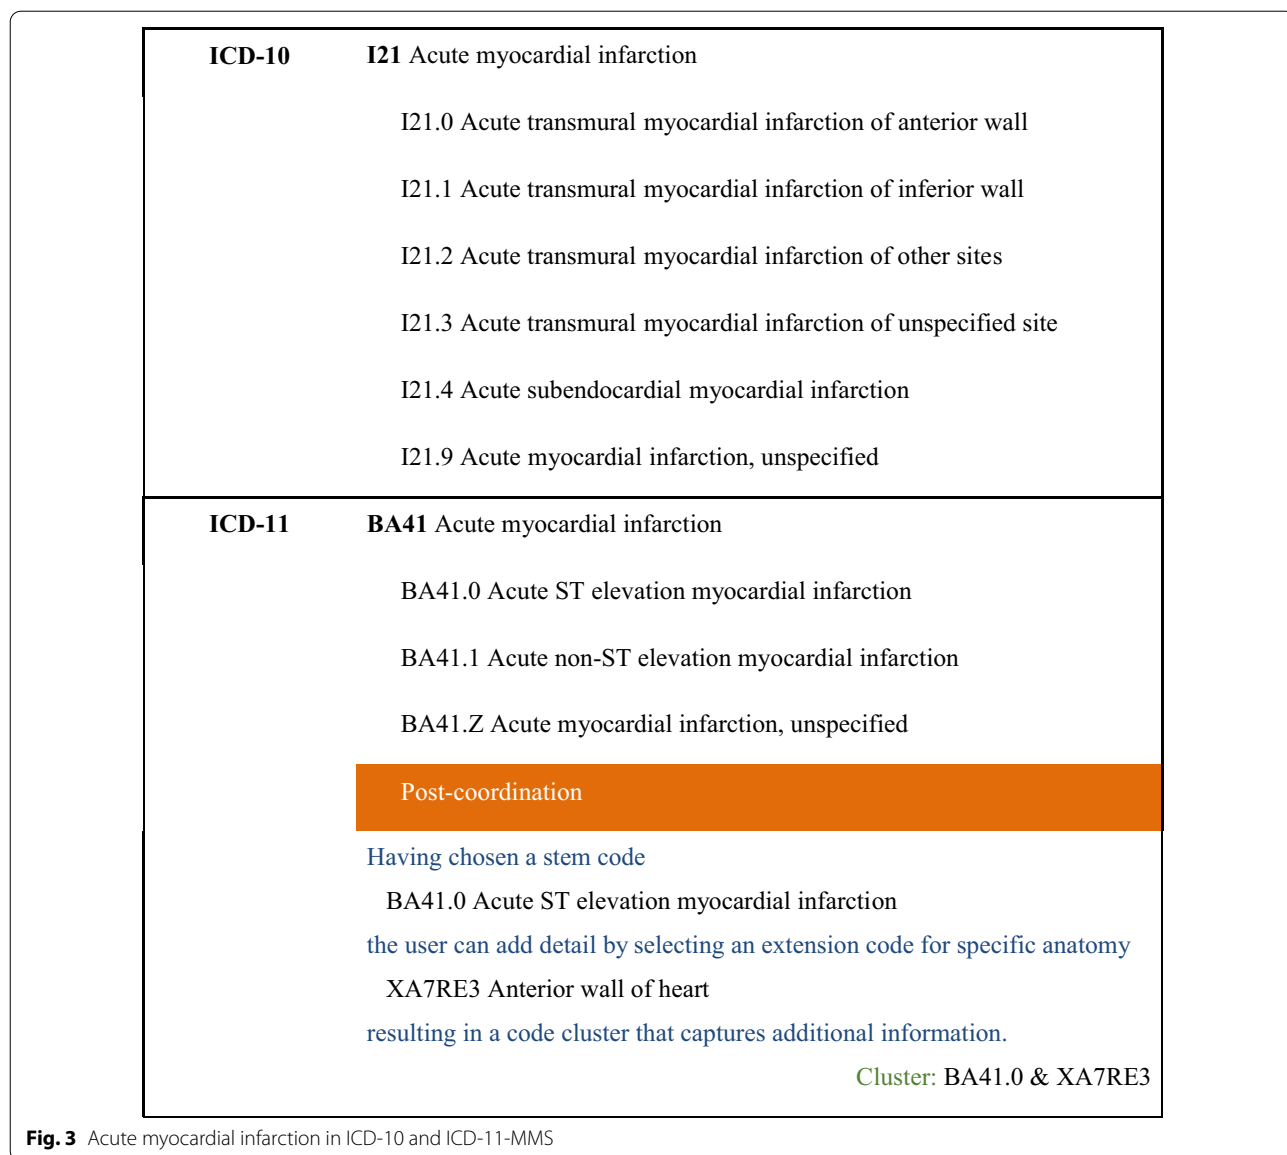 ICD-10 I21 Acute myocardial infarction
I21.0 Acute transmural myocardial infarction of anterior wall
I21.1 Acute transmural myocardial infarction of inferior wall
I21.2 Acute transmural myocardial infarction of other sites
I21.3 Acute transmural myocardial infarction of unspecified site
I21.4 Acute subendocardial myocardial infarction
I21.9 Acute myocardial infarction, unspecified
ICD-11 BA41 Acute myocardial infarction
BA41.0 Acute ST elevation myocardial infarction
BA41.1 Acute non-ST elevation myocardial infarction
BA41.Z Acute myocardial infarction, unspecified
Post-coordination
Having chosen a stem code
BA41.0 Acute ST elevation myocardial infarction
the user can add detail by selecting an extension code for specific anatomy
XA7RE3 Anterior wall of heart
resulting in a code cluster that captures additional information.
Cluster: BA41.0 & XA7RE3
Fig. 3 Acute myocardial infarction in ICD-10 and ICD-11-MMS